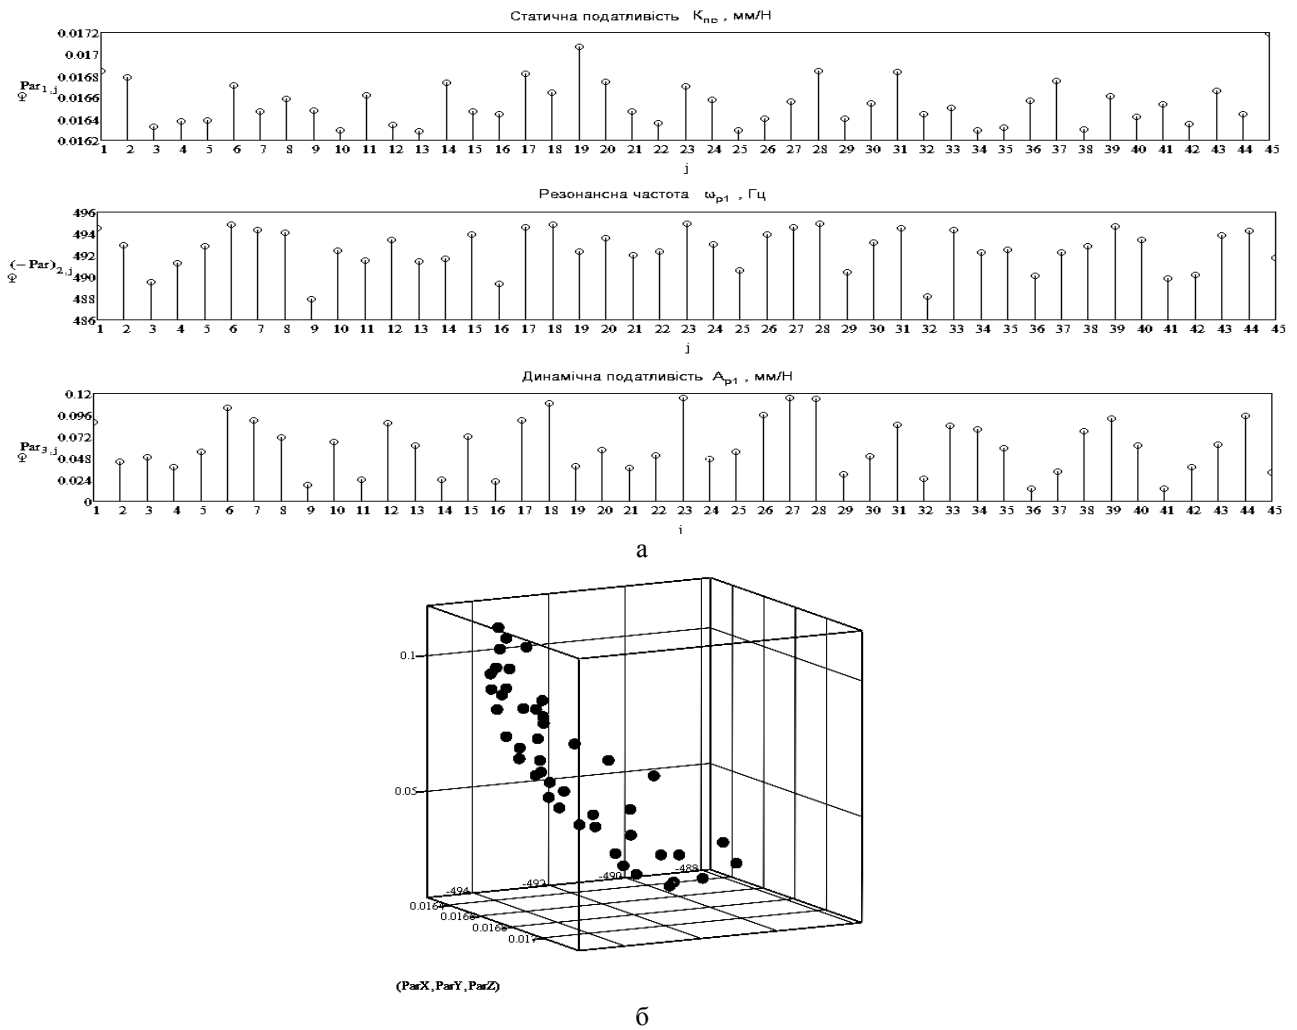 Статична податливість Kпр , мм/Н
0.0172
0.017
0.0168
0.0166
0.0164
0.0162
Par1,j
1 2 3 4 5 6 7 8 9 10 11 12 13 14 15 16 17 18 19 20 21 22 23 24 25 26 27 28 29 30 31 32 33 34 35 36 37 38 39 40 41 42 43 44 45
j
Резонансна частота ωp1 , Гц
496
494
492
490
488
486
(−Par)2,j
1 2 3 4 5 6 7 8 9 10 11 12 13 14 15 16 17 18 19 20 21 22 23 24 25 26 27 28 29 30 31 32 33 34 35 36 37 38 39 40 41 42 43 44 45
j
Динамічна податливість Ap1 , мм/Н
0.12
0.096
0.072
0.048
0.024
0
Par3,j
1 2 3 4 5 6 7 8 9 10 11 12 13 14 15 16 17 18 19 20 21 22 23 24 25 26 27 28 29 30 31 32 33 34 35 36 37 38 39 40 41 42 43 44 45
j
а
0.1
0.05
-494 -492 -490 -488
0.0164
0.0166
0.0168
0.017
(ParX,ParY,ParZ)
б